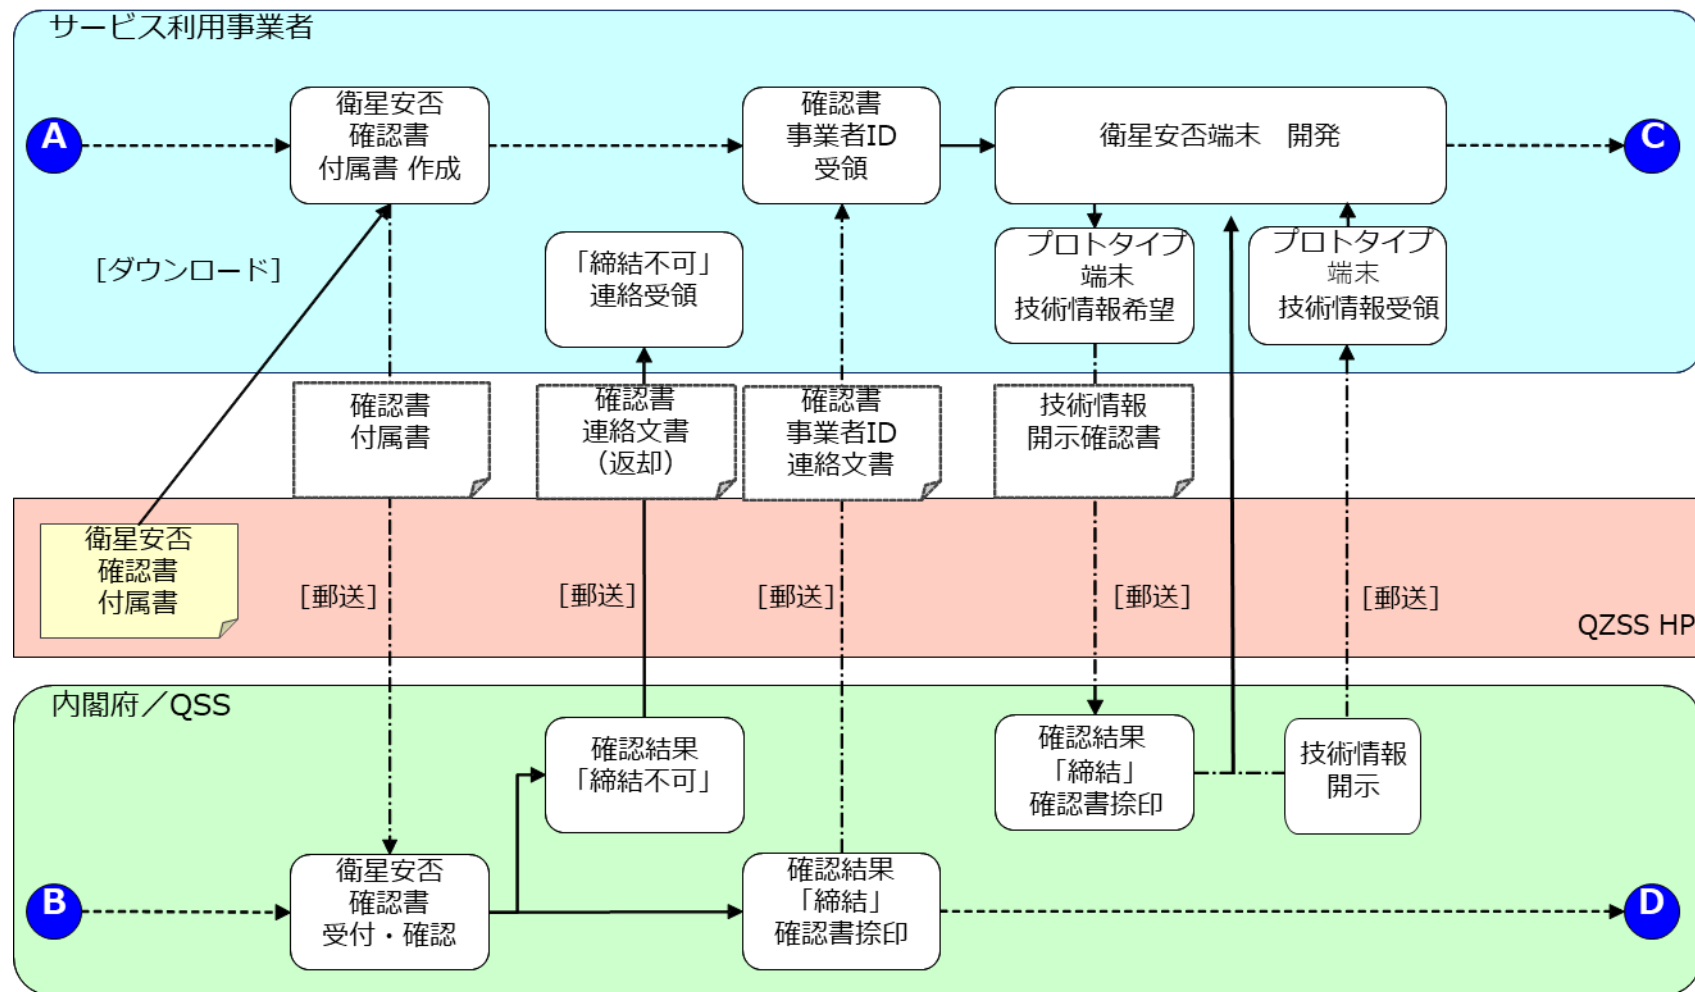 サービス利用事業者
A
衛星安否
確認書
付属書 作成
確認書
事業者ID
受領
衛星安否端末　開発
C
[ダウンロード]
「締結不可」
連絡受領
プロトタイプ
端末
技術情報希望
プロトタイプ
端末
技術情報受領
確認書
付属書
確認書
連絡文書
（返却）
確認書
事業者ID
連絡文書
技術情報
開示確認書
衛星安否
確認書
付属書
[郵送]
[郵送]
[郵送]
[郵送]
[郵送]
QZSS HP
内閣府／QSS
確認結果
「締結不可」
確認結果
「締結」
確認書捺印
技術情報
開示
B
衛星安否
確認書
受付・確認
確認結果
「締結」
確認書捺印
D